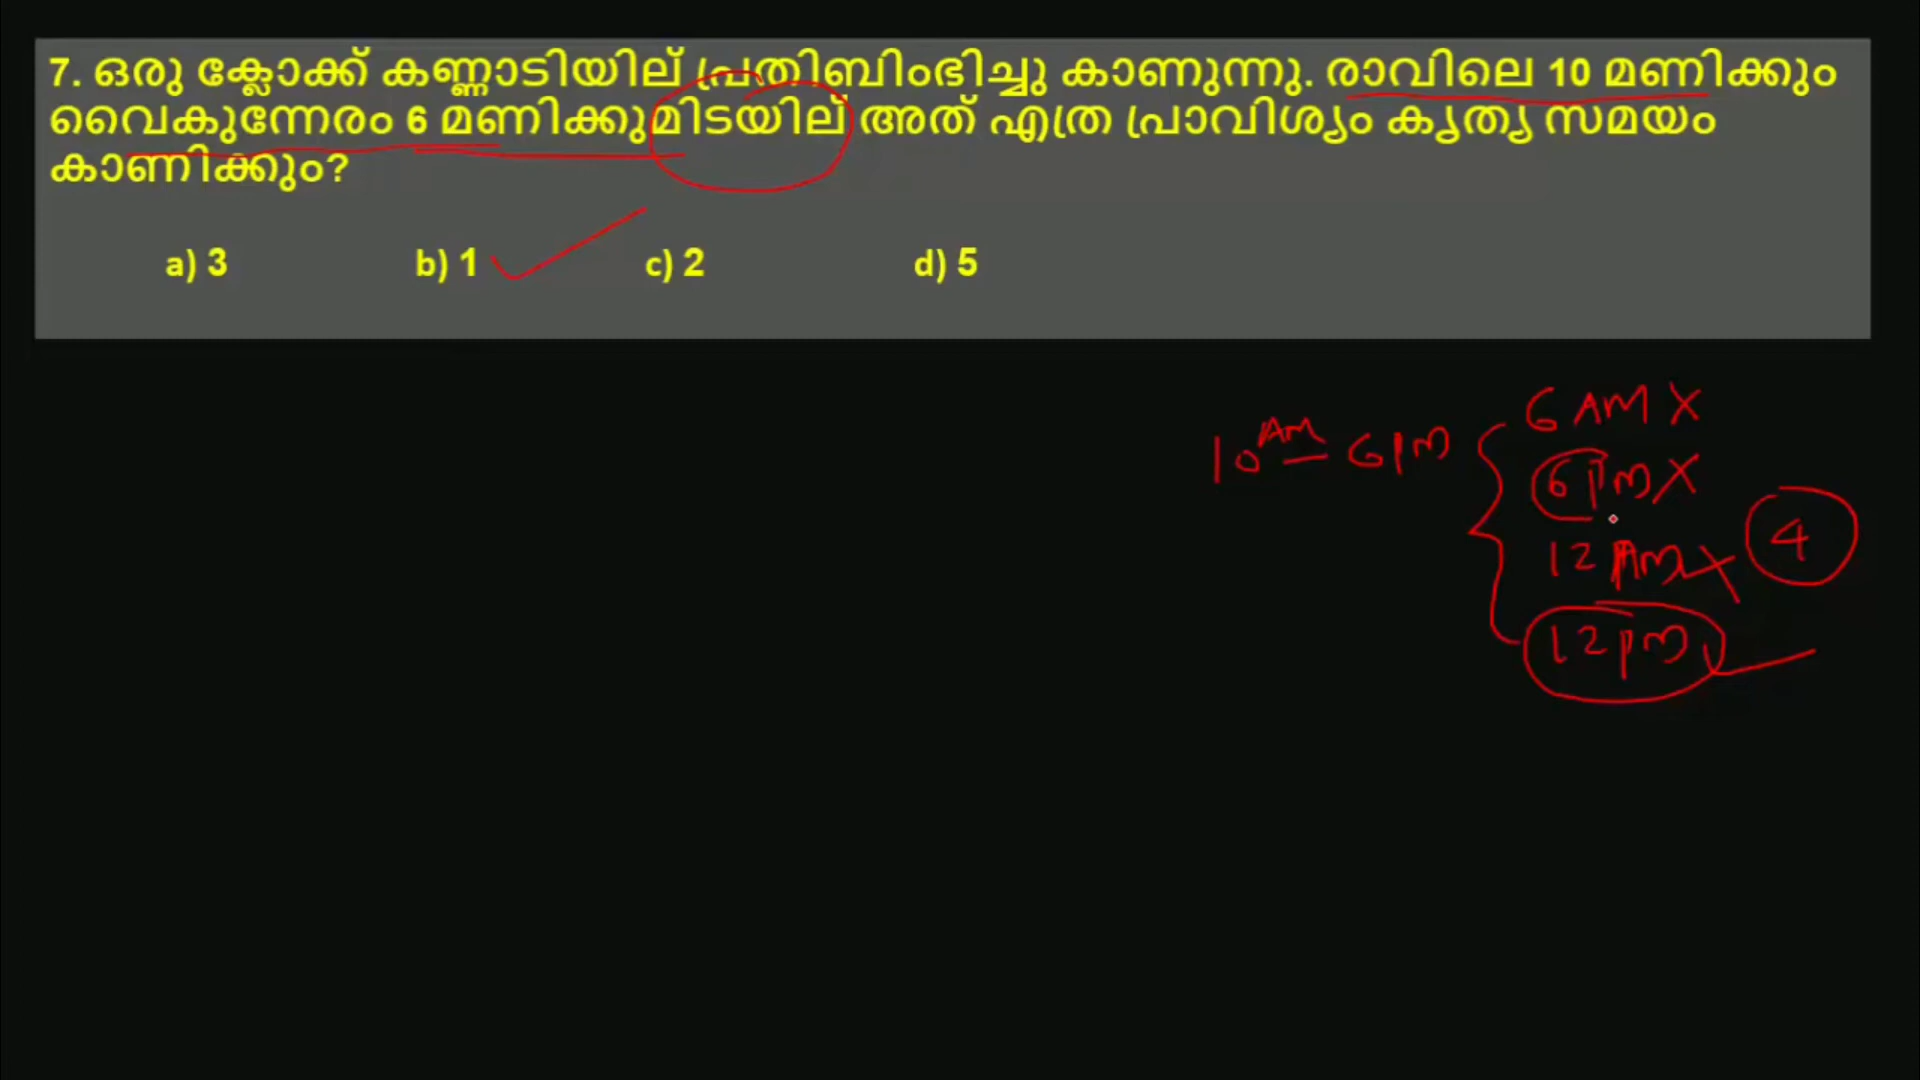 7. ഒരു ക്ലോക്ക് കണ്ണാടിയില് പ്രതിബിംഭിച്ചു കാണുന്നു. രാവിലെ 10 മണിക്കും
വൈകുന്നേരം 6 മണിക്കുമിടയില് അത് എത്ര പ്രാവിശ്യം കൃത്യ സമയം
കാണിക്കും?
a) 3 b) 1 c) 2 d) 5
6 AM X
10 AM — 6 PM
6 PM X
12 AM X 4
12 PM